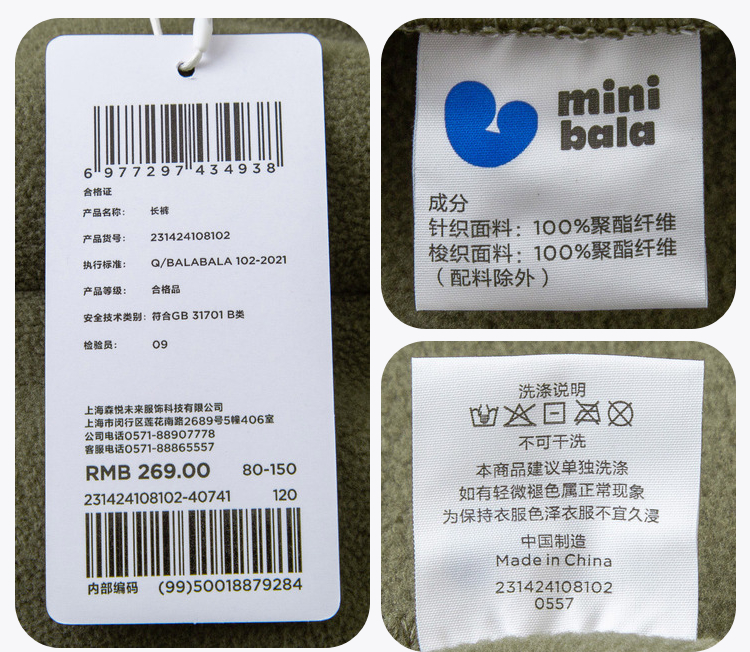 6 977297 434938
合格证
产品名称: 长裤
产品货号: 231424108102
执行标准: Q/BALABALA 102-2021
产品等级: 合格品
安全技术类别: 符合GB 31701 B类
检验员: 09
上海森悦未来服饰科技有限公司
上海市闵行区莲花南路2689号5幢406室
公司电话0571-88907778
客服电话0571-88865557
RMB 269.00 80-150
231424108102-40741 120
内部编码 (99)50018879284
mini
bala
成分
针织面料: 100%聚酯纤维
梭织面料: 100%聚酯纤维
(配料除外)
洗涤说明
不可干洗
本商品建议单独洗涤
如有轻微褪色属正常现象
为保持衣服色泽衣服不宜久浸
中国制造
Made in China
231424108102
0557